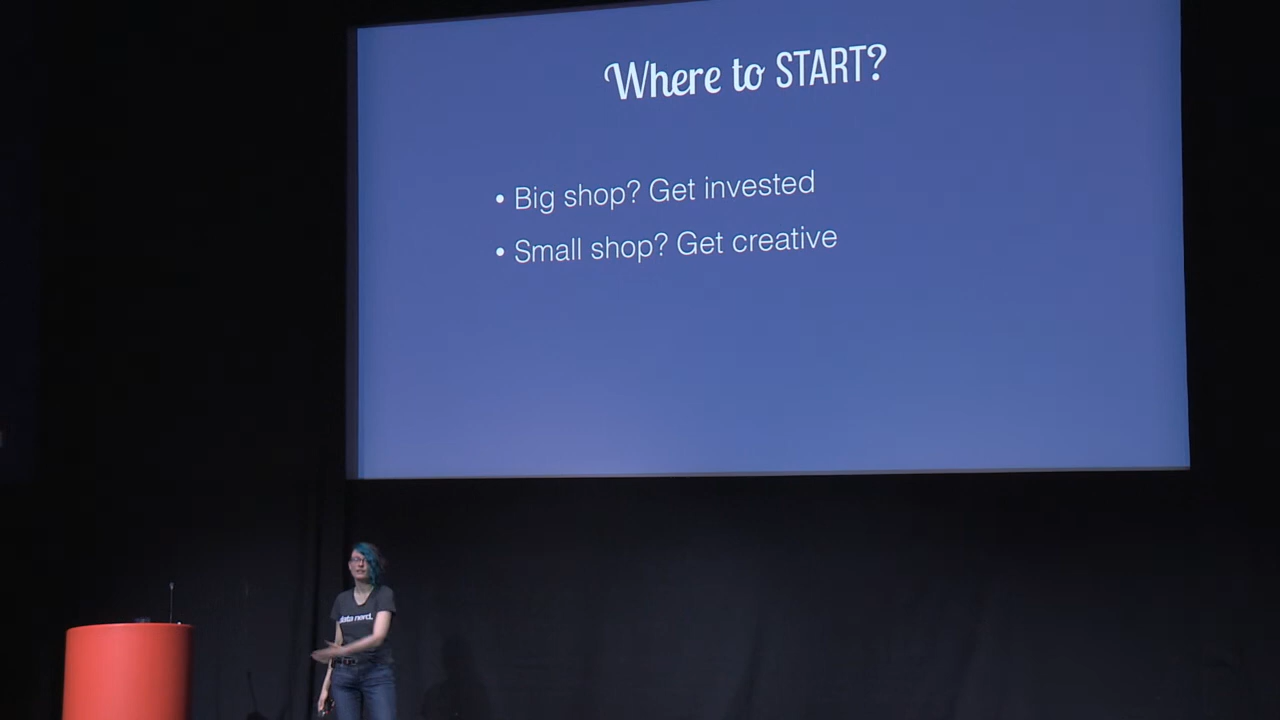 Where to START?
• Big shop? Get invested
• Small shop? Get creative
data nerd.